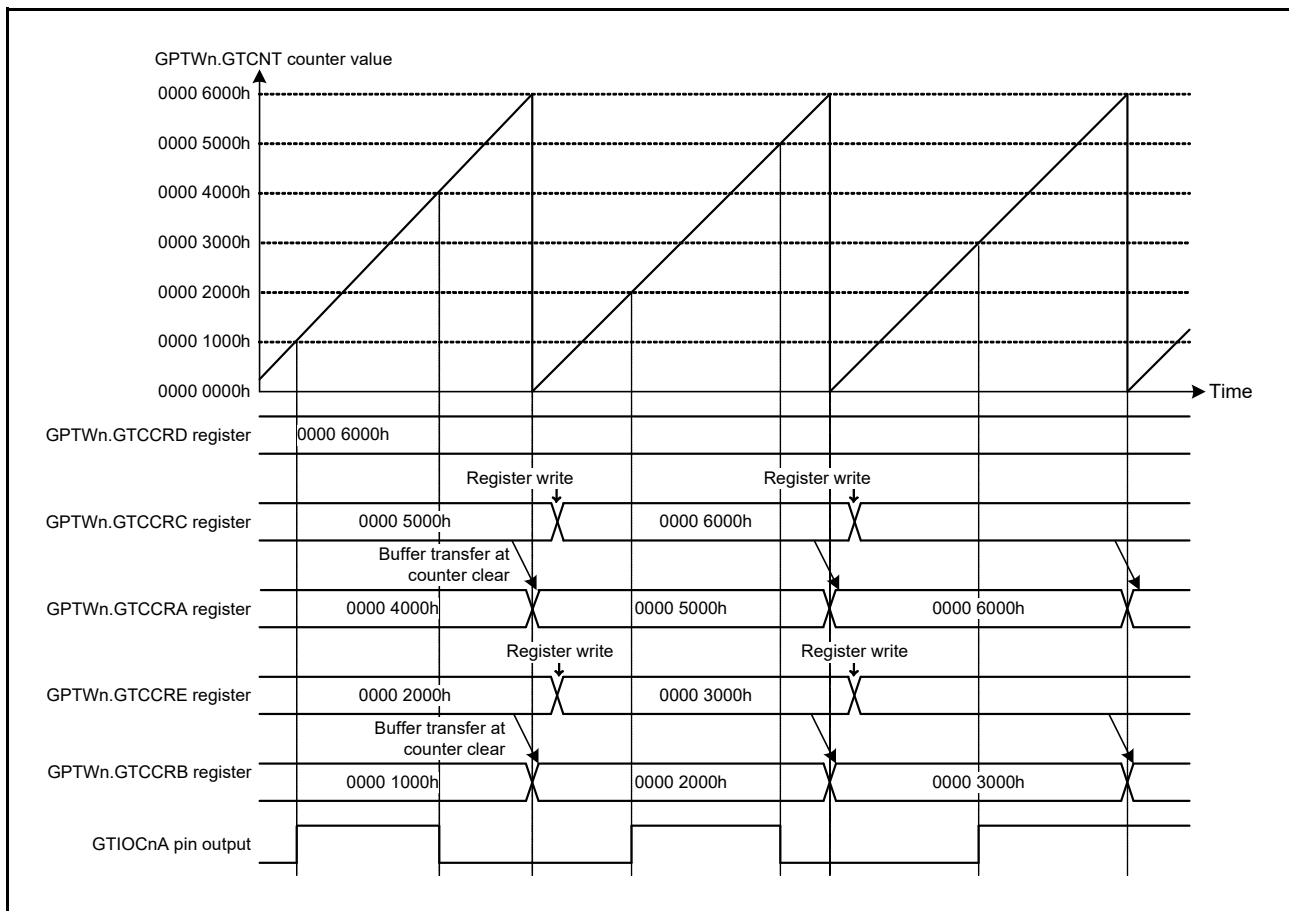 GPTWn.GTCNT counter value
0000 6000h
0000 5000h
0000 4000h
0000 3000h
0000 2000h
0000 1000h
0000 0000h
Time
GPTWn.GTCCRD register
0000 6000h
Register write
Register write
GPTWn.GTCCRC register
0000 5000h
0000 6000h
Buffer transfer at
counter clear
GPTWn.GTCCRA register
0000 4000h
0000 5000h
0000 6000h
Register write
Register write
GPTWn.GTCCRE register
0000 2000h
0000 3000h
Buffer transfer at
counter clear
GPTWn.GTCCRB register
0000 1000h
0000 2000h
0000 3000h
GTIOCnA pin output